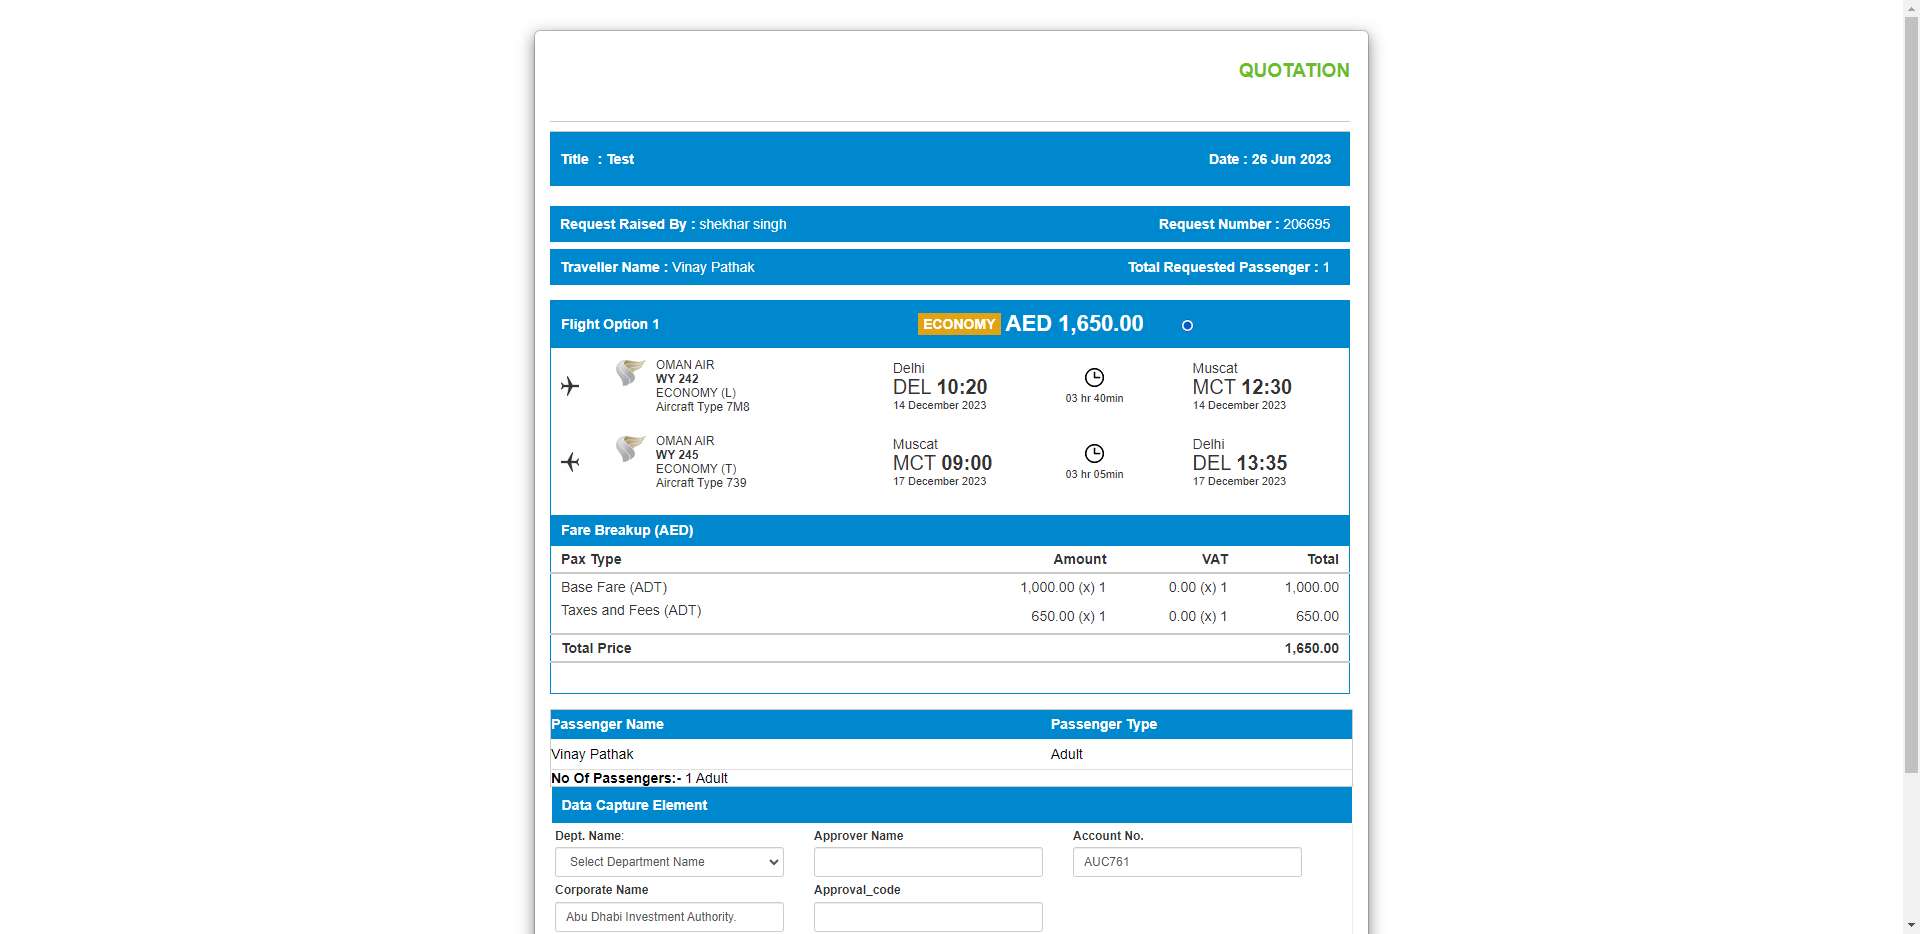 QUOTATION
Title : Test
Date : 26 Jun 2023
Request Raised By : shekhar singh
Request Number : 206695
Traveller Name : Vinay Pathak
Total Requested Passenger : 1
Flight Option 1
ECONOMY AED 1,650.00
OMAN AIR
WY 242
ECONOMY (L)
Aircraft Type 7M8
Delhi
DEL 10:20
14 December 2023
03 hr 40min
Muscat
MCT 12:30
14 December 2023
OMAN AIR
WY 245
ECONOMY (T)
Aircraft Type 739
Muscat
MCT 09:00
17 December 2023
03 hr 05min
Delhi
DEL 13:35
17 December 2023
Fare Breakup (AED)
Pax Type Amount VAT Total
Base Fare (ADT) 1,000.00 (x) 1 0.00 (x) 1 1,000.00
Taxes and Fees (ADT) 650.00 (x) 1 0.00 (x) 1 650.00
Total Price 1,650.00
Passenger Name Passenger Type
Vinay Pathak Adult
No Of Passengers:- 1 Adult
Data Capture Element
Dept. Name: Approver Name Account No.
Select Department Name AUC761
Corporate Name Approval_code
Abu Dhabi Investment Authority.